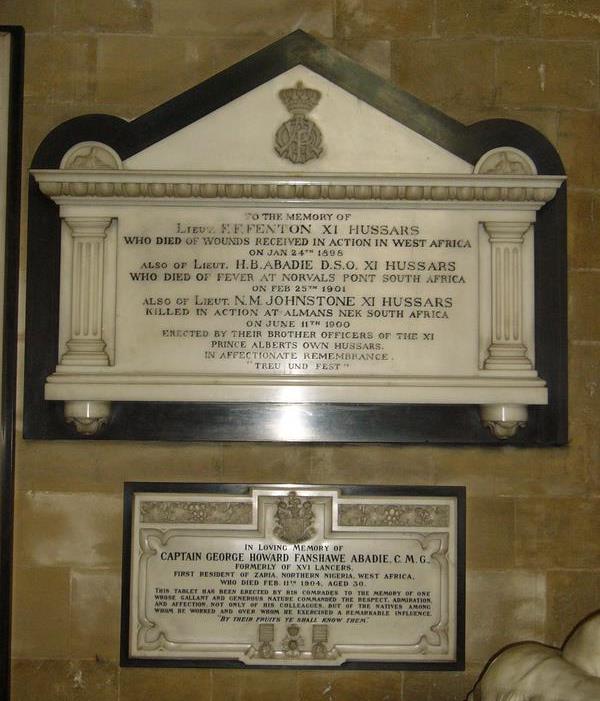 TO THE MEMORY OF
LIEUT. F.F. FENTON XI HUSSARS
WHO DIED OF WOUNDS RECEIVED IN ACTION IN WEST AFRICA
ON JAN 24TH 1898
ALSO OF LIEUT. H.B. ABADIE D.S.O. XI HUSSARS
WHO DIED OF FEVER AT NORVALS PONT SOUTH AFRICA
ON FEB 25TH 1901
ALSO OF LIEUT. N.M. JOHNSTONE XI HUSSARS
KILLED IN ACTION AT ALMANS NEK SOUTH AFRICA
ON JUNE 11TH 1900
ERECTED BY THEIR BROTHER OFFICERS OF THE XI
PRINCE ALBERTS OWN HUSSARS.
IN AFFECTIONATE REMEMBRANCE.
"TREU UND FEST"
IN LOVING MEMORY OF
CAPTAIN GEORGE HOWARD FANSHAWE ABADIE, C.M.G.,
FORMERLY OF XVI LANCERS,
FIRST RESIDENT OF ZARIA, NORTHERN NIGERIA, WEST AFRICA,
WHO DIED FEB. 11TH 1904, AGED 30.
THIS TABLET HAS BEEN ERECTED BY HIS COMRADES TO THE MEMORY OF ONE
WHOSE GALLANT AND GENEROUS NATURE COMMANDED THE RESPECT, ADMIRATION,
AND AFFECTION, NOT ONLY OF HIS COLLEAGUES, BUT OF THE NATIVES AMONG
WHOM HE WORKED AND OVER WHOM HE EXERCISED A REMARKABLE INFLUENCE.
"BY THEIR FRUITS YE SHALL KNOW THEM."